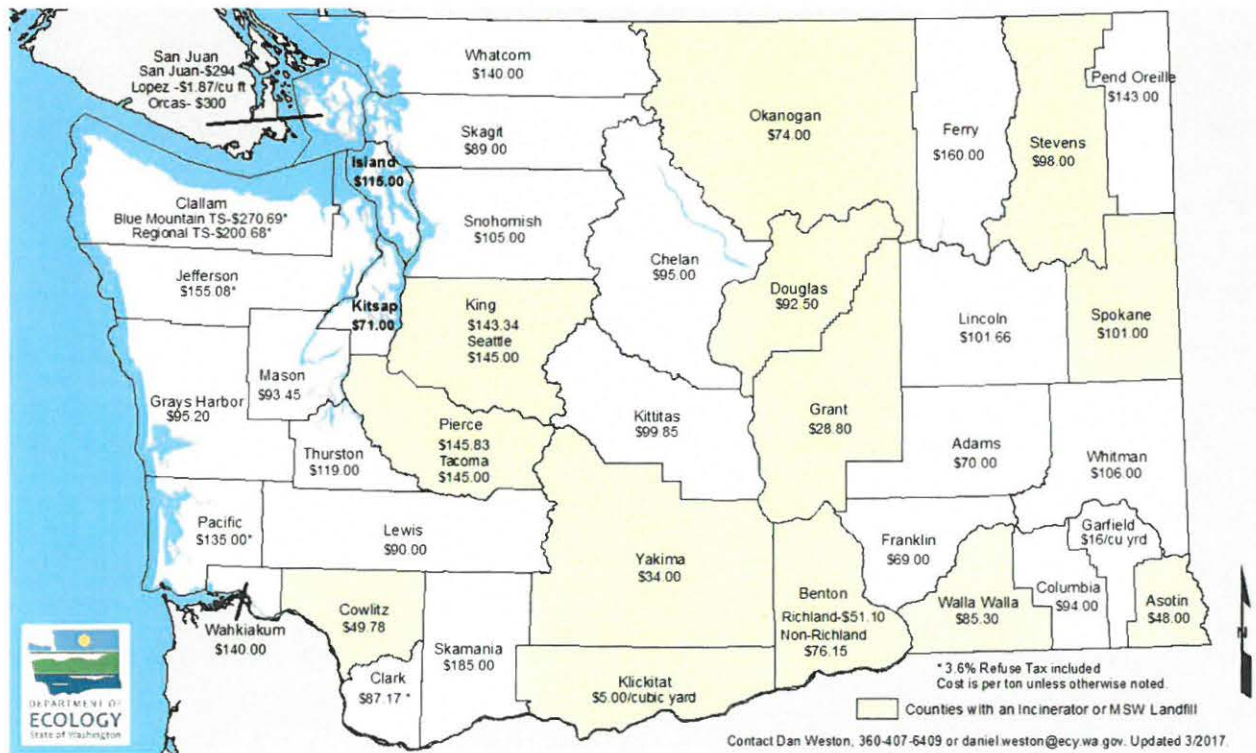 San Juan
San Juan-$294
Lopez -$1.87/cu ft
Orcas- $300
Whatcom
$140.00
Okanogan
$74.00
Ferry
$160.00
Stevens
$98.00
Pend Oreille
$143.00
Skagit
$89.00
Island
$115.00
Clallam
Blue Mountain TS-$270 69*
Regional TS-$200 68*
Snohomish
$105.00
Chelan
$95.00
Douglas
$92 50
Jefferson
$155.08*
Kitsap
$71.00
King
$143.34
Seattle
$145.00
Lincoln
$101 66
Spokane
$101.00
Mason
$93 45
Grays Harbor
$95 20
Kittitas
$99 85
Grant
$28.80
Pierce
$145.83
Tacoma
$145.00
Thurston
$119.00
Adams
$70.00
Whitman
$106.00
Pacific
$135 00*
Lewis
$90.00
Yakima
$34 00
Franklin
$69.00
Garfield
$16/cu yrd
Benton
Richland-$51.10
Non-Richland
$76.15
Walla Walla
$85.30
Columbia
$94.00
Asotin
$48.00
Cowlitz
$49.78
Wahkiakum
$140.00
Skamania
$185.00
Clark
$87.17 *
Klickitat
$5.00/cubic yard
* 3.6% Refuse Tax included
Cost is per ton unless otherwise noted.
Counties with an Incinerator or MSW Landfill
Contact Dan Weston, 360-407-6409 or daniel.weston@ecy.wa.gov. Updated 3/2017.
DEPARTMENT OF
ECOLOGY
State of Washington
N